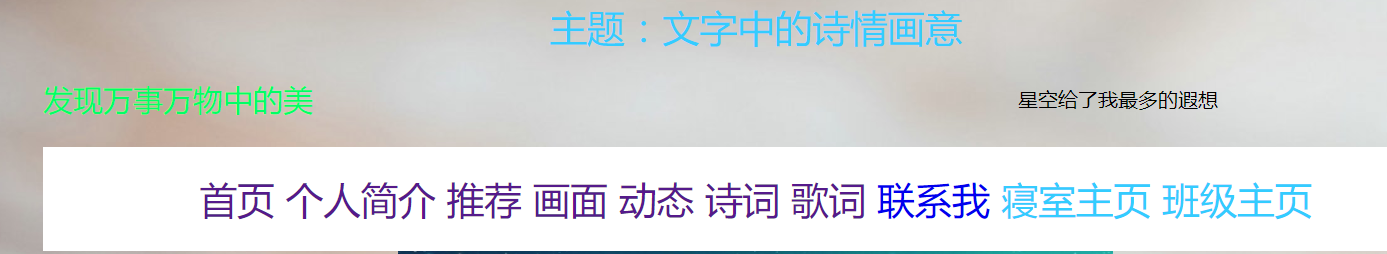 主题：文字中的诗情画意
发现万事万物中的美
星空给了我最多的遐想
首页 个人简介 推荐 画面 动态 诗词 歌词 联系我 寝室主页 班级主页